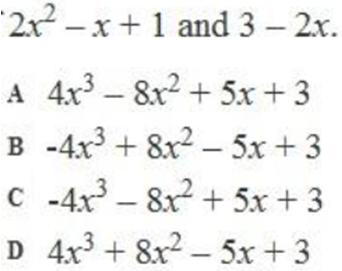 2x² – x + 1 and 3 – 2x.
A 4x³ – 8x² + 5x + 3
B -4x³ + 8x² – 5x + 3
C -4x³ – 8x² + 5x + 3
D 4x³ + 8x² – 5x + 3